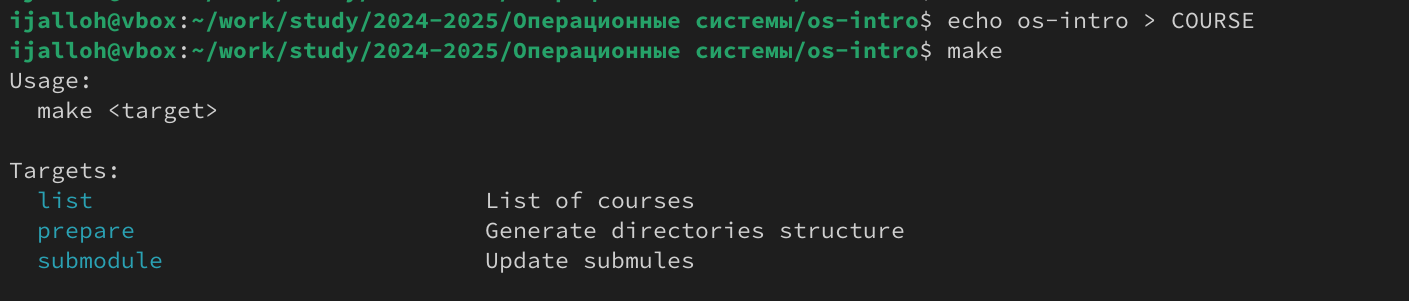 ijalloh@vbox:~/work/study/2024-2025/Операционные системы/os-intro$ echo os-intro > COURSE
ijalloh@vbox:~/work/study/2024-2025/Операционные системы/os-intro$ make
Usage:
  make <target>

Targets:
  list                            List of courses
  prepare                         Generate directories structure
  submodule                       Update submules